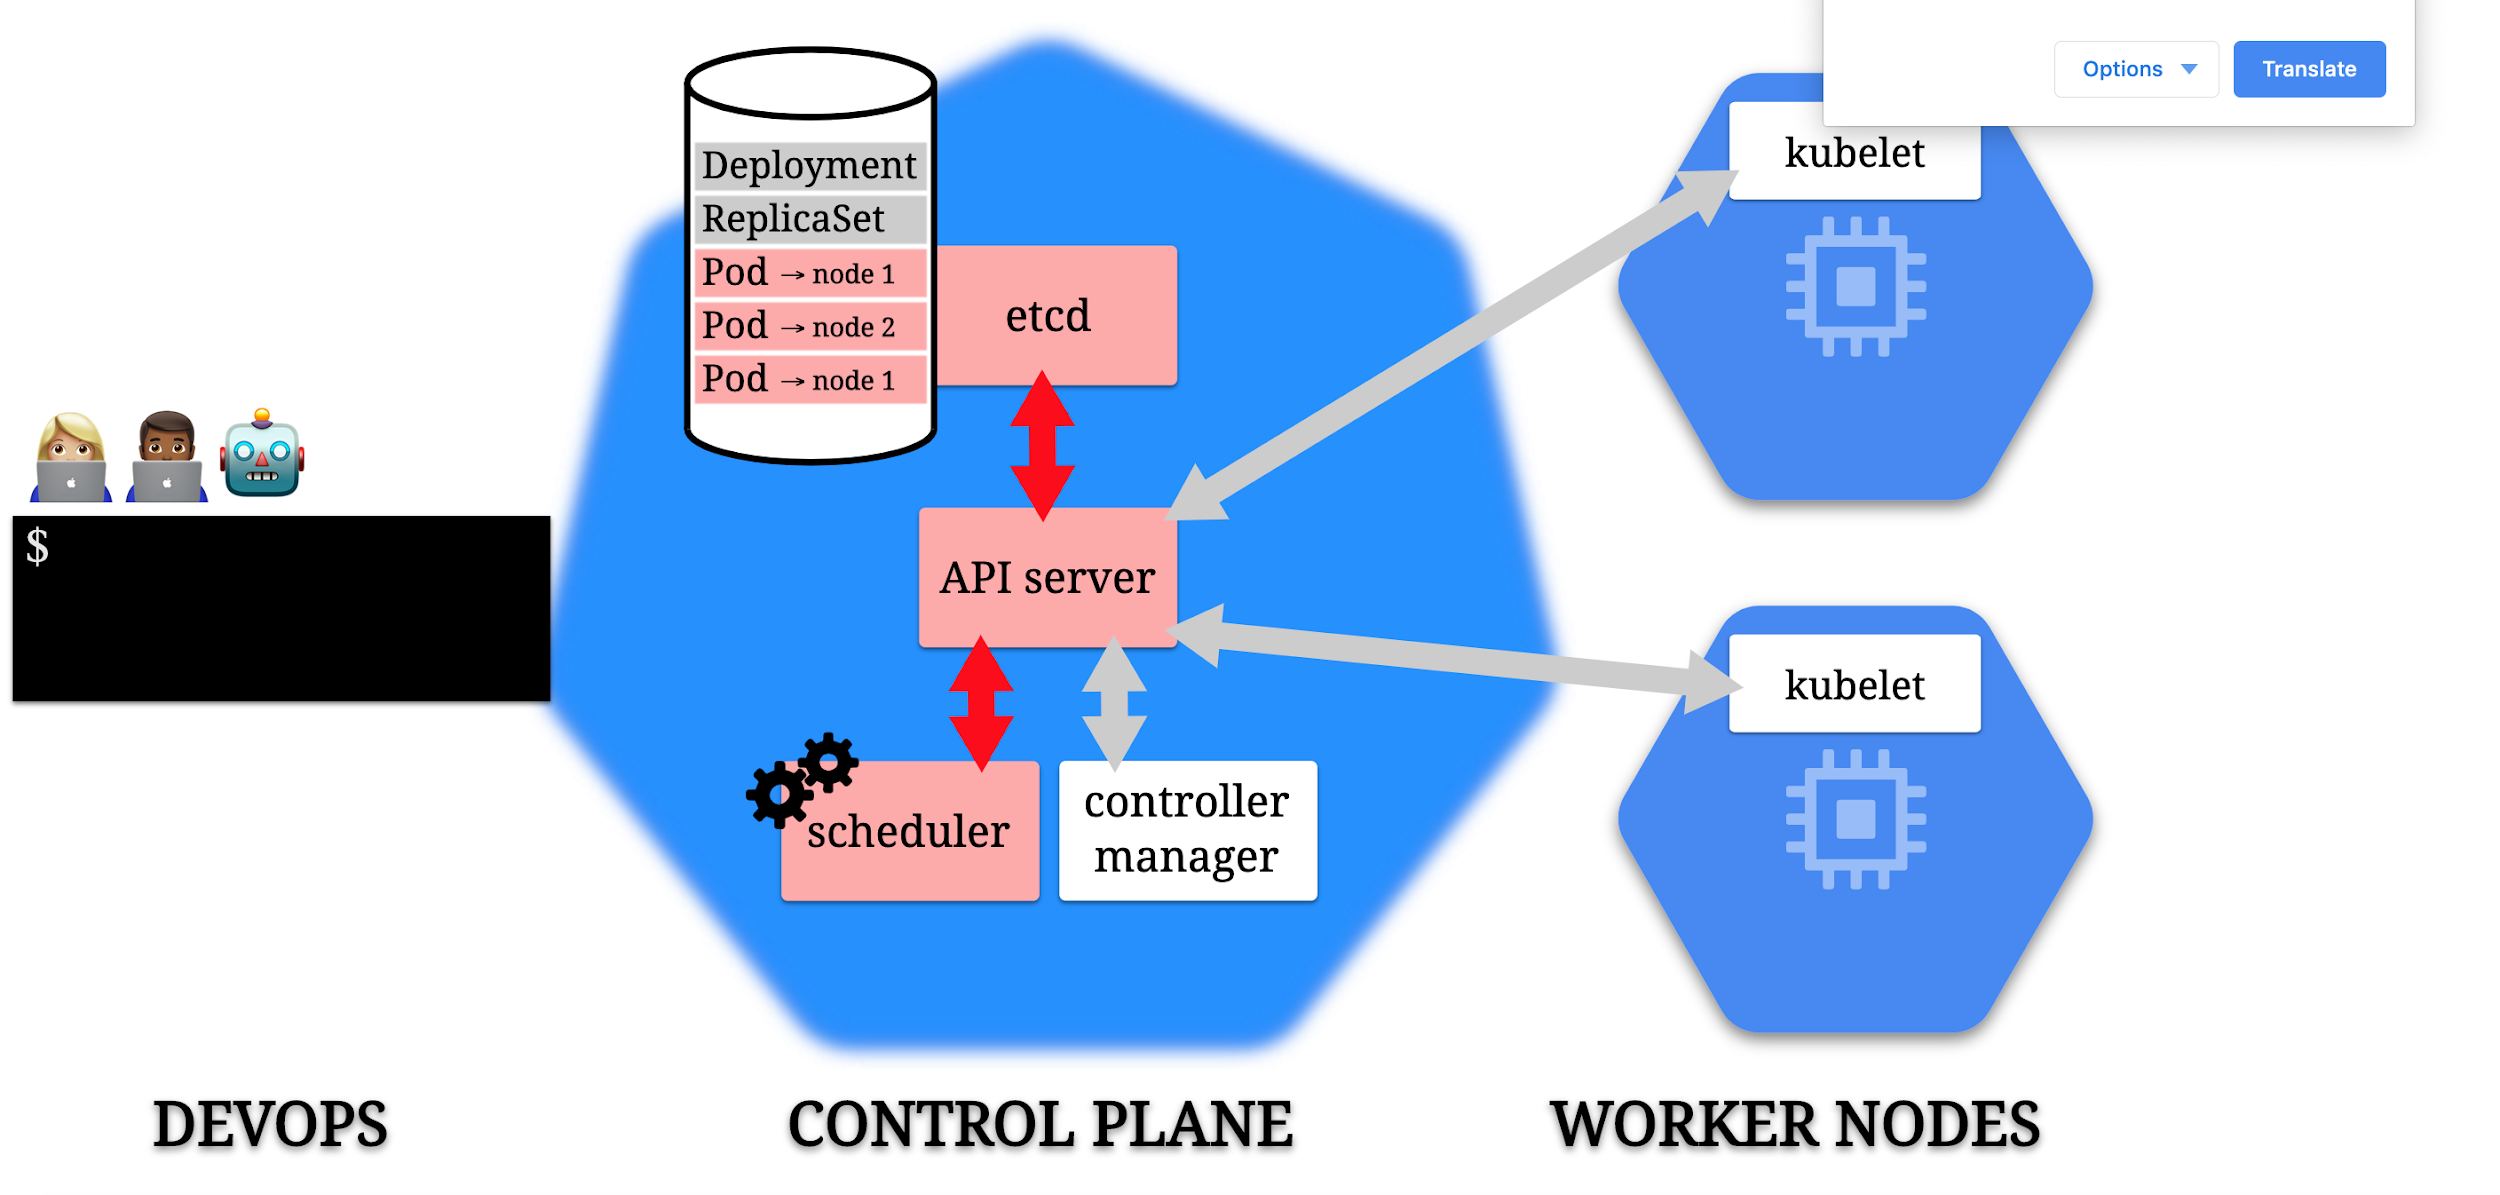 Options
Translate
Deployment
ReplicaSet
Pod → node 1
Pod → node 2
Pod → node 1
etcd
API server
scheduler
controller
manager
$
kubelet
kubelet
DEVOPS
CONTROL PLANE
WORKER NODES